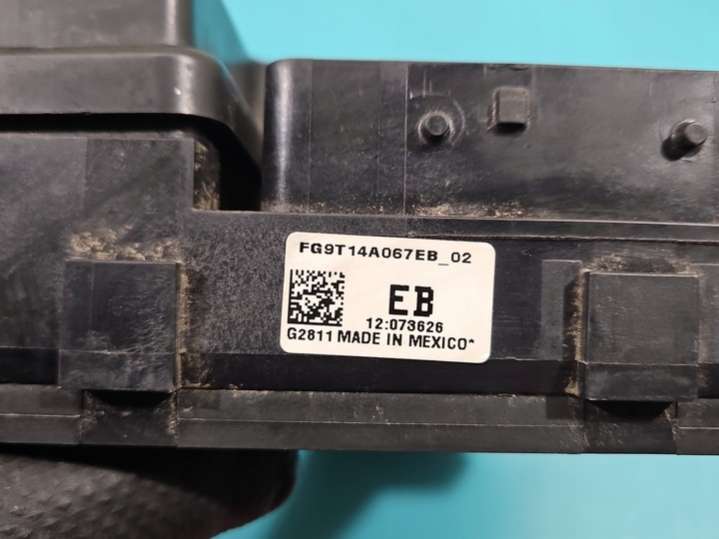 FG9T14A067EB_02
EB
12:073626
G2811 MADE IN MEXICO*